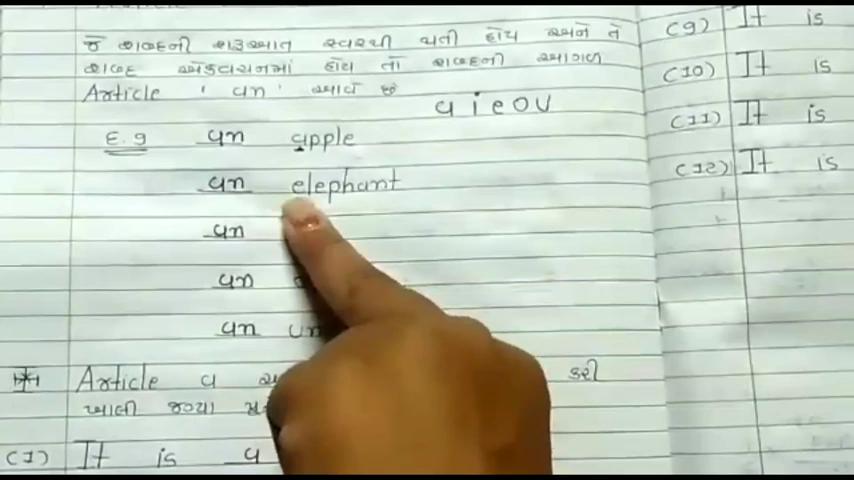 જે શબ્દની શરૂઆત સ્વરથી થતી હોય અને તે
શબ્દ એકવચનમાં હોય તો શબ્દની આગળ
Article 'an' આવે છે
a i e o u
E.g an apple
an elephant
an
an
an
* Article a કરી
ખાલી જગ્યા
(1) It is a
(9) It is
(10) It is
(11) It is
(12) It is